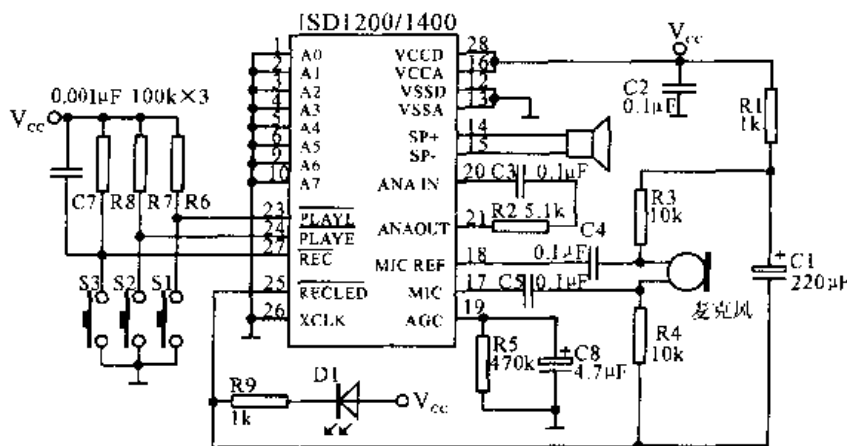 ISD1200/1400
1 A0
2 A1
3 A2
4 A3
5 A4
6 A5
9 A6
10 A7
23 PLAYL
24 PLAYE
27 REC
25 RECLED
26 XCLK
VCCD 28
VCCA 16
VSSD 12
VSSA 13
SP+ 14
SP- 15
ANA IN 20
ANAOUT 21
MIC REF 18
MIC 17
AGC 19
Vcc
0.001μF 100k×3
C7
R8
R7
R6
S3
S2
S1
R9
1k
D1
Vcc
Vcc
C2
0.1μF
R1
1k
C3 0.1μF
R2 5.1k
C4
0.1μF
C5 0.1μF
R3
10k
麦克风
R4
10k
C1
220μF
R5
470k
C8
4.7μF